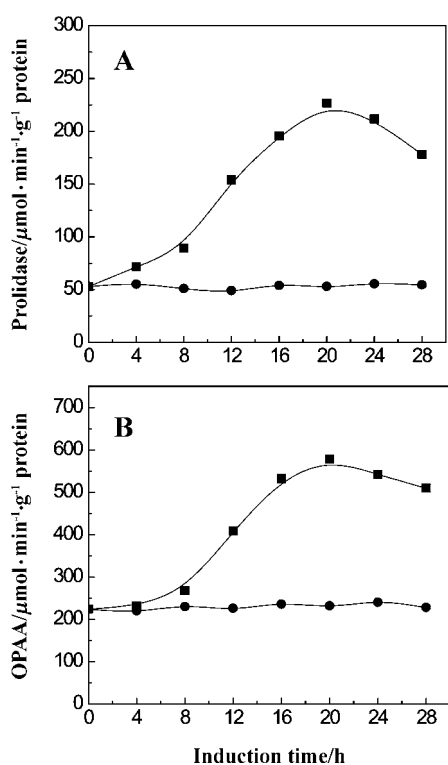 A
Prolidase/μmol·min⁻¹·g⁻¹ protein
300
250
200
150
100
50
0
0 4 8 12 16 20 24 28
B
OPAA/μmol·min⁻¹·g⁻¹ protein
700
600
500
400
300
200
100
0
0 4 8 12 16 20 24 28
Induction time/h